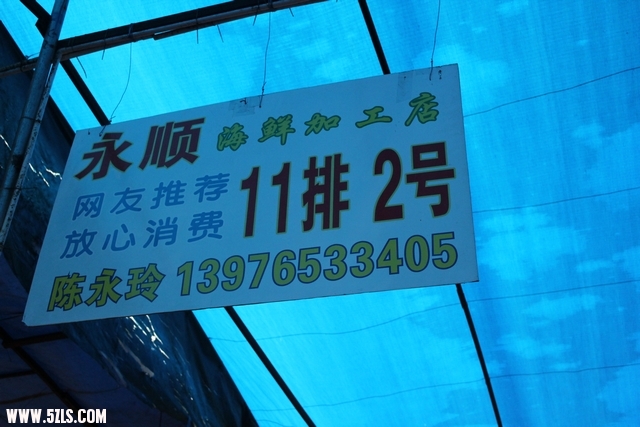 永顺 海鲜加工店
网友推荐
放心消费
11排 2号
陈永玲 13976533405
WWW.5ZLS.COM